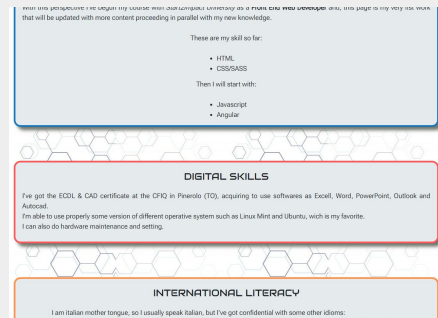 With this perspective I've begun my course with Start2Impact University as a Front End Web Developer and, this page is my very fist work
that will be updated with more content proceeding in parallel with my new knowledge.
These are my skill so far:
• HTML
• CSS/SASS
Then I will start with:
• Javascript
• Angular
DIGITAL SKILLS
I've got the ECDL & CAD certificate at the CFIQ in Pinerolo (TO), acquiring to use softwares as Excell, Word, PowerPoint, Outlook and
Autocad.
I'm able to use properly some version of different operative system such as Linux Mint and Ubuntu, wich is my favorite.
I can also do hardware maintenance and setting.
INTERNATIONAL LITERACY
I am italian mother tongue, so I usually speak italian, but I've got confidential with some other idioms: